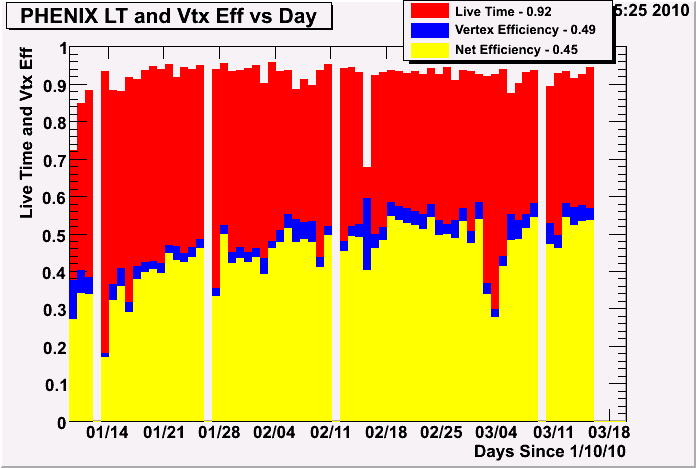 PHENIX LT and Vtx Eff vs Day
5:25 2010
Live Time - 0.92
Vertex Efficiency - 0.49
Net Efficiency - 0.45
Live Time and Vtx Eff
1
0.9
0.8
0.7
0.6
0.5
0.4
0.3
0.2
0.1
0
01/14 01/21 01/28 02/04 02/11 02/18 02/25 03/04 03/11 03/18
Days Since 1/10/10